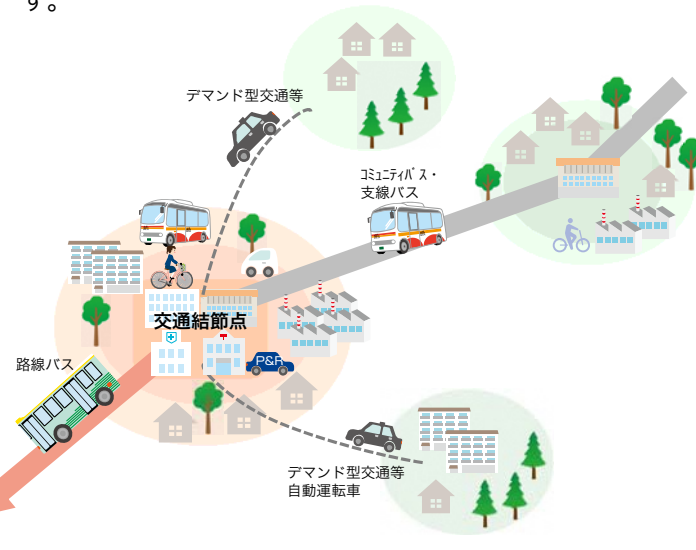 す。
デマンド型交通等
コミュニティバス・
支線バス
交通結節点
路線バス
P&R
デマンド型交通等
自動運転車